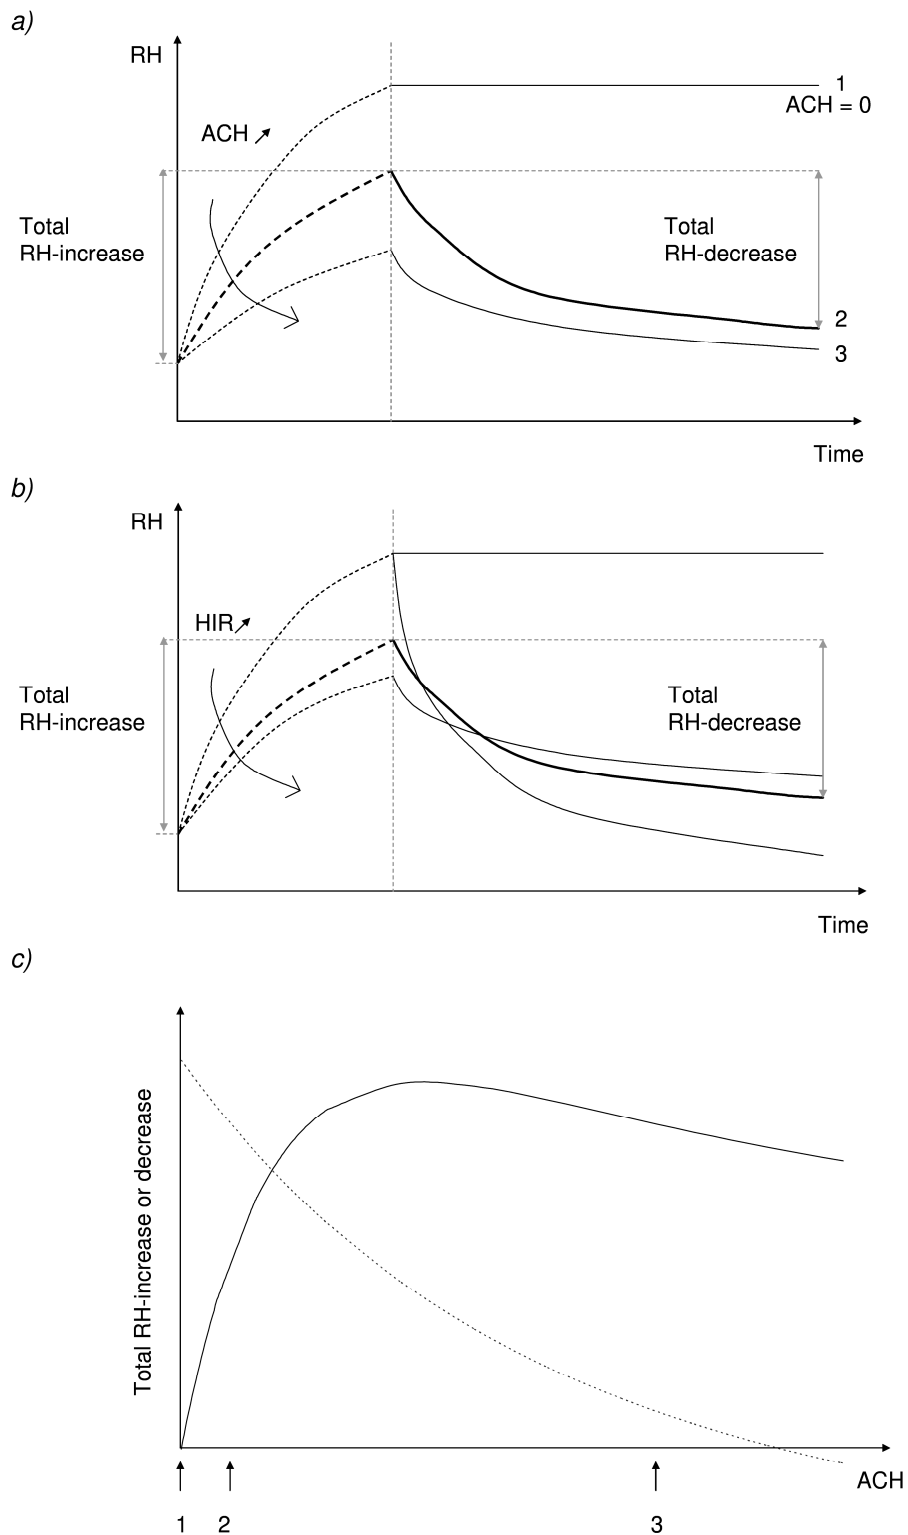 a)
RH
1
ACH = 0
ACH
Total
RH-increase
Total
RH-decrease
2
3
Time
b)
RH
HIR
Total
RH-increase
Total
RH-decrease
Time
c)
Total RH-increase or decrease
ACH
1 2 3